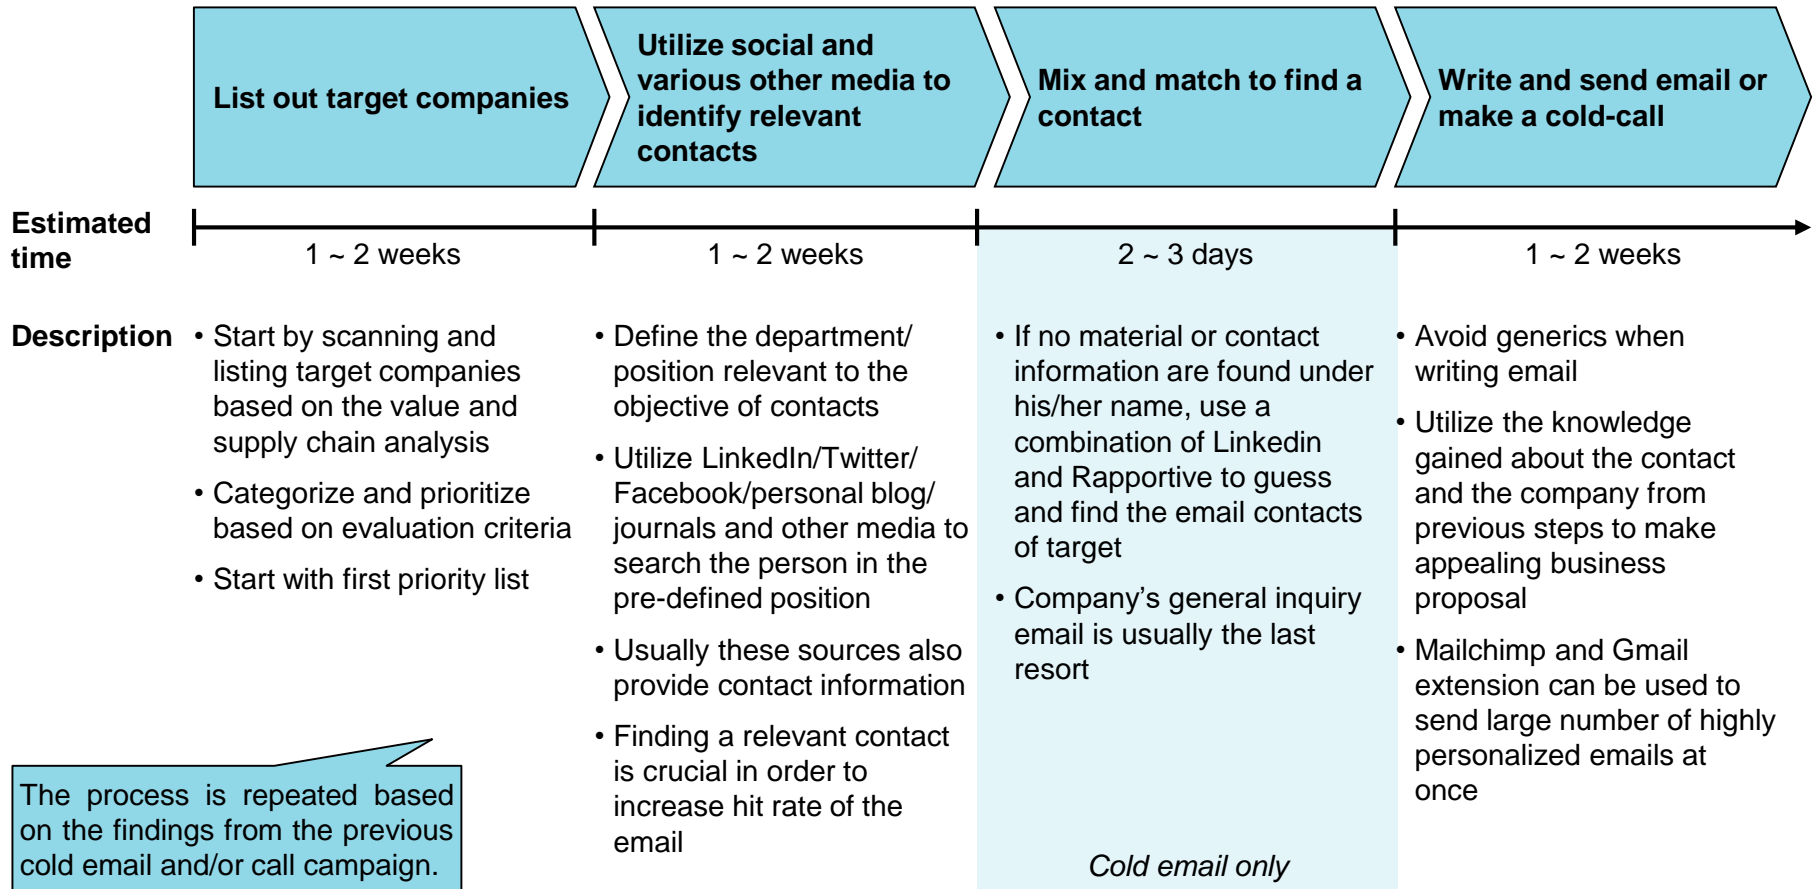 List out target companies
Utilize social and
various other media to
identify relevant
contacts
Mix and match to find a
contact
Write and send email or
make a cold-call
Estimated
time
1 ~ 2 weeks
1 ~ 2 weeks
2 ~ 3 days
1 ~ 2 weeks
Description
• Start by scanning and
listing target companies
based on the value and
supply chain analysis
• Categorize and prioritize
based on evaluation criteria
• Start with first priority list
• Define the department/
position relevant to the
objective of contacts
• Utilize LinkedIn/Twitter/
Facebook/personal blog/
journals and other media to
search the person in the
pre-defined position
• Usually these sources also
provide contact information
• Finding a relevant contact
is crucial in order to
increase hit rate of the
email
• If no material or contact
information are found under
his/her name, use a
combination of Linkedin
and Rapportive to guess
and find the email contacts
of target
• Company's general inquiry
email is usually the last
resort
Cold email only
• Avoid generics when
writing email
• Utilize the knowledge
gained about the contact
and the company from
previous steps to make
appealing business
proposal
• Mailchimp and Gmail
extension can be used to
send large number of highly
personalized emails at
once
The process is repeated based
on the findings from the previous
cold email and/or call campaign.